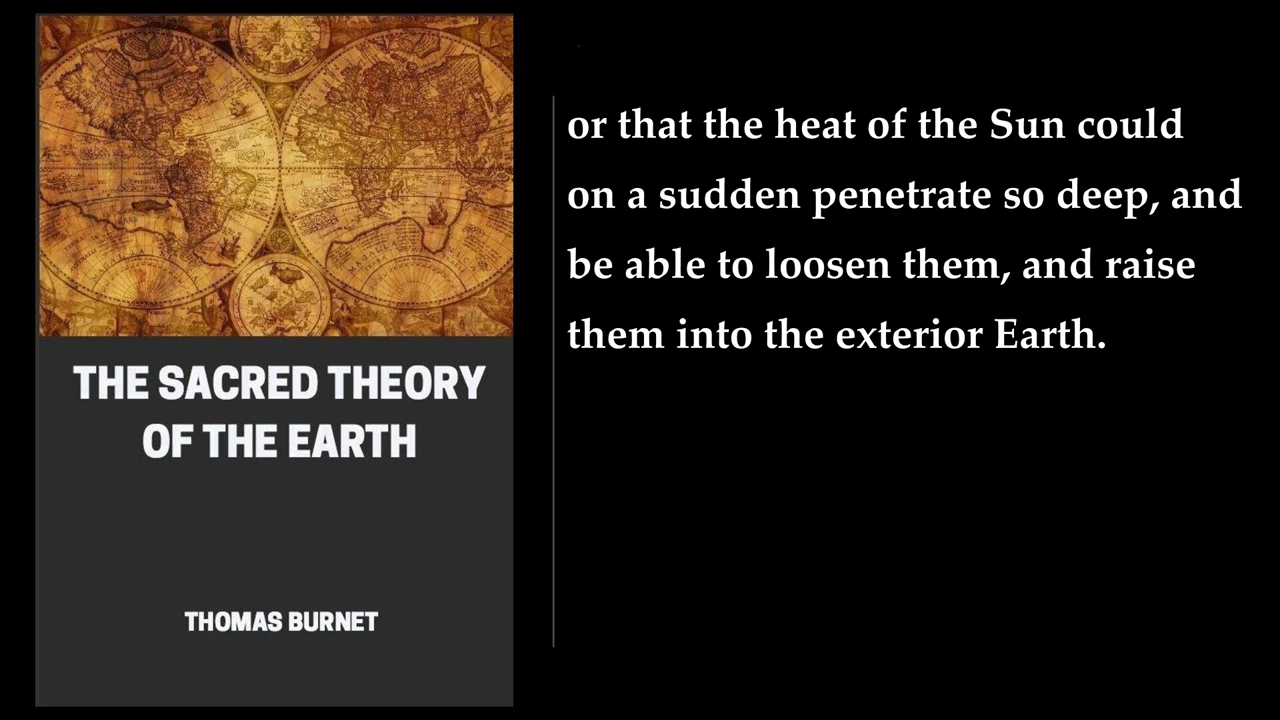 THE SACRED THEORY
OF THE EARTH
THOMAS BURNET
or that the heat of the Sun could
on a sudden penetrate so deep, and
be able to loosen them, and raise
them into the exterior Earth.